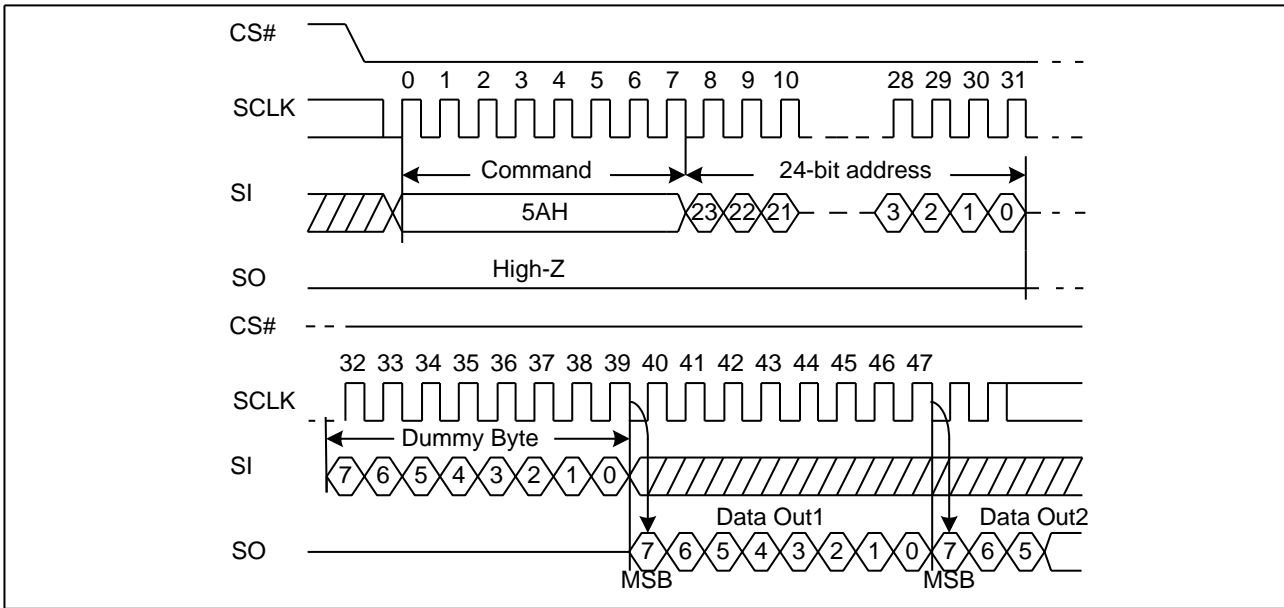 CS#
0 1 2 3 4 5 6 7 8 9 10 28 29 30 31
SCLK
Command 24-bit address
SI
5AH 23 22 21 3 2 1 0
High-Z
SO
CS#
32 33 34 35 36 37 38 39 40 41 42 43 44 45 46 47
SCLK
Dummy Byte
SI
7 6 5 4 3 2 1 0
Data Out1 Data Out2
SO
7 6 5 4 3 2 1 0 7 6 5
MSB MSB